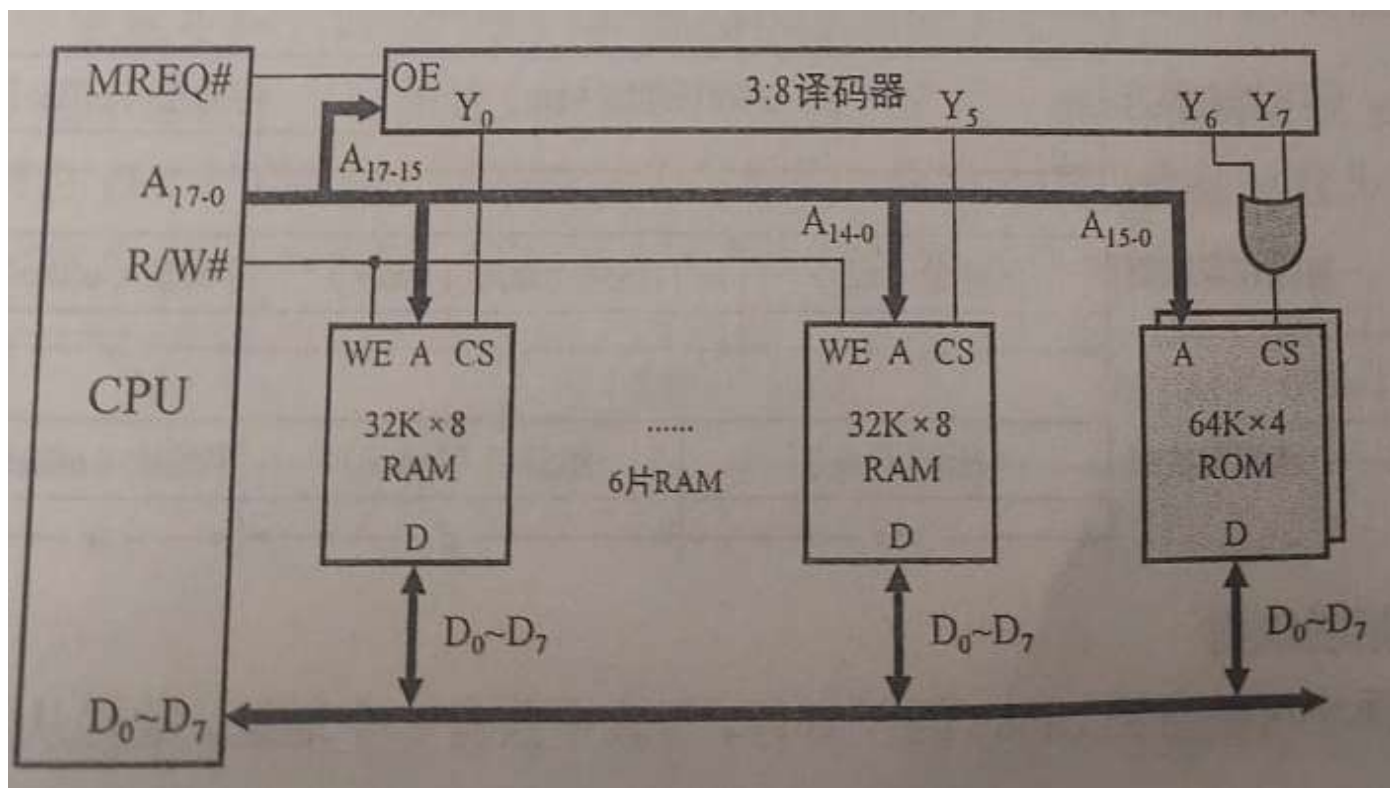 MREQ#
OE
3:8译码器
Y₀
Y₅
Y₆
Y₇
A₁₇₋₁₅
A₁₇₋₀
A₁₄₋₀
A₁₅₋₀
R/W#
WE A CS
WE A CS
A CS
CPU
32K×8
RAM
D
······
6片RAM
32K×8
RAM
D
64K×4
ROM
D
D₀~D₇
D₀~D₇
D₀~D₇
D₀~D₇